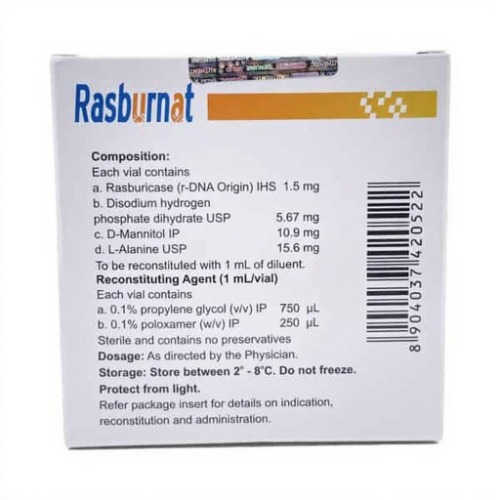 Rasburnat
Composition:
Each vial contains
a. Rasburicase (r-DNA Origin) IHS 1.5 mg
b. Disodium hydrogen
phosphate dihydrate USP 5.67 mg
c. D-Mannitol IP 10.9 mg
d. L-Alanine USP 15.6 mg
To be reconstituted with 1 mL of diluent.
Reconstituting Agent (1 mL/vial)
Each vial contains
a. 0.1% propylene glycol (v/v) IP 750 µL
b. 0.1% poloxamer (w/v) IP 250 µL
Sterile and contains no preservatives
Dosage: As directed by the Physician.
Storage: Store between 2° - 8°C. Do not freeze.
Protect from light.
Refer package insert for details on indication,
reconstitution and administration.
8 904037 420522